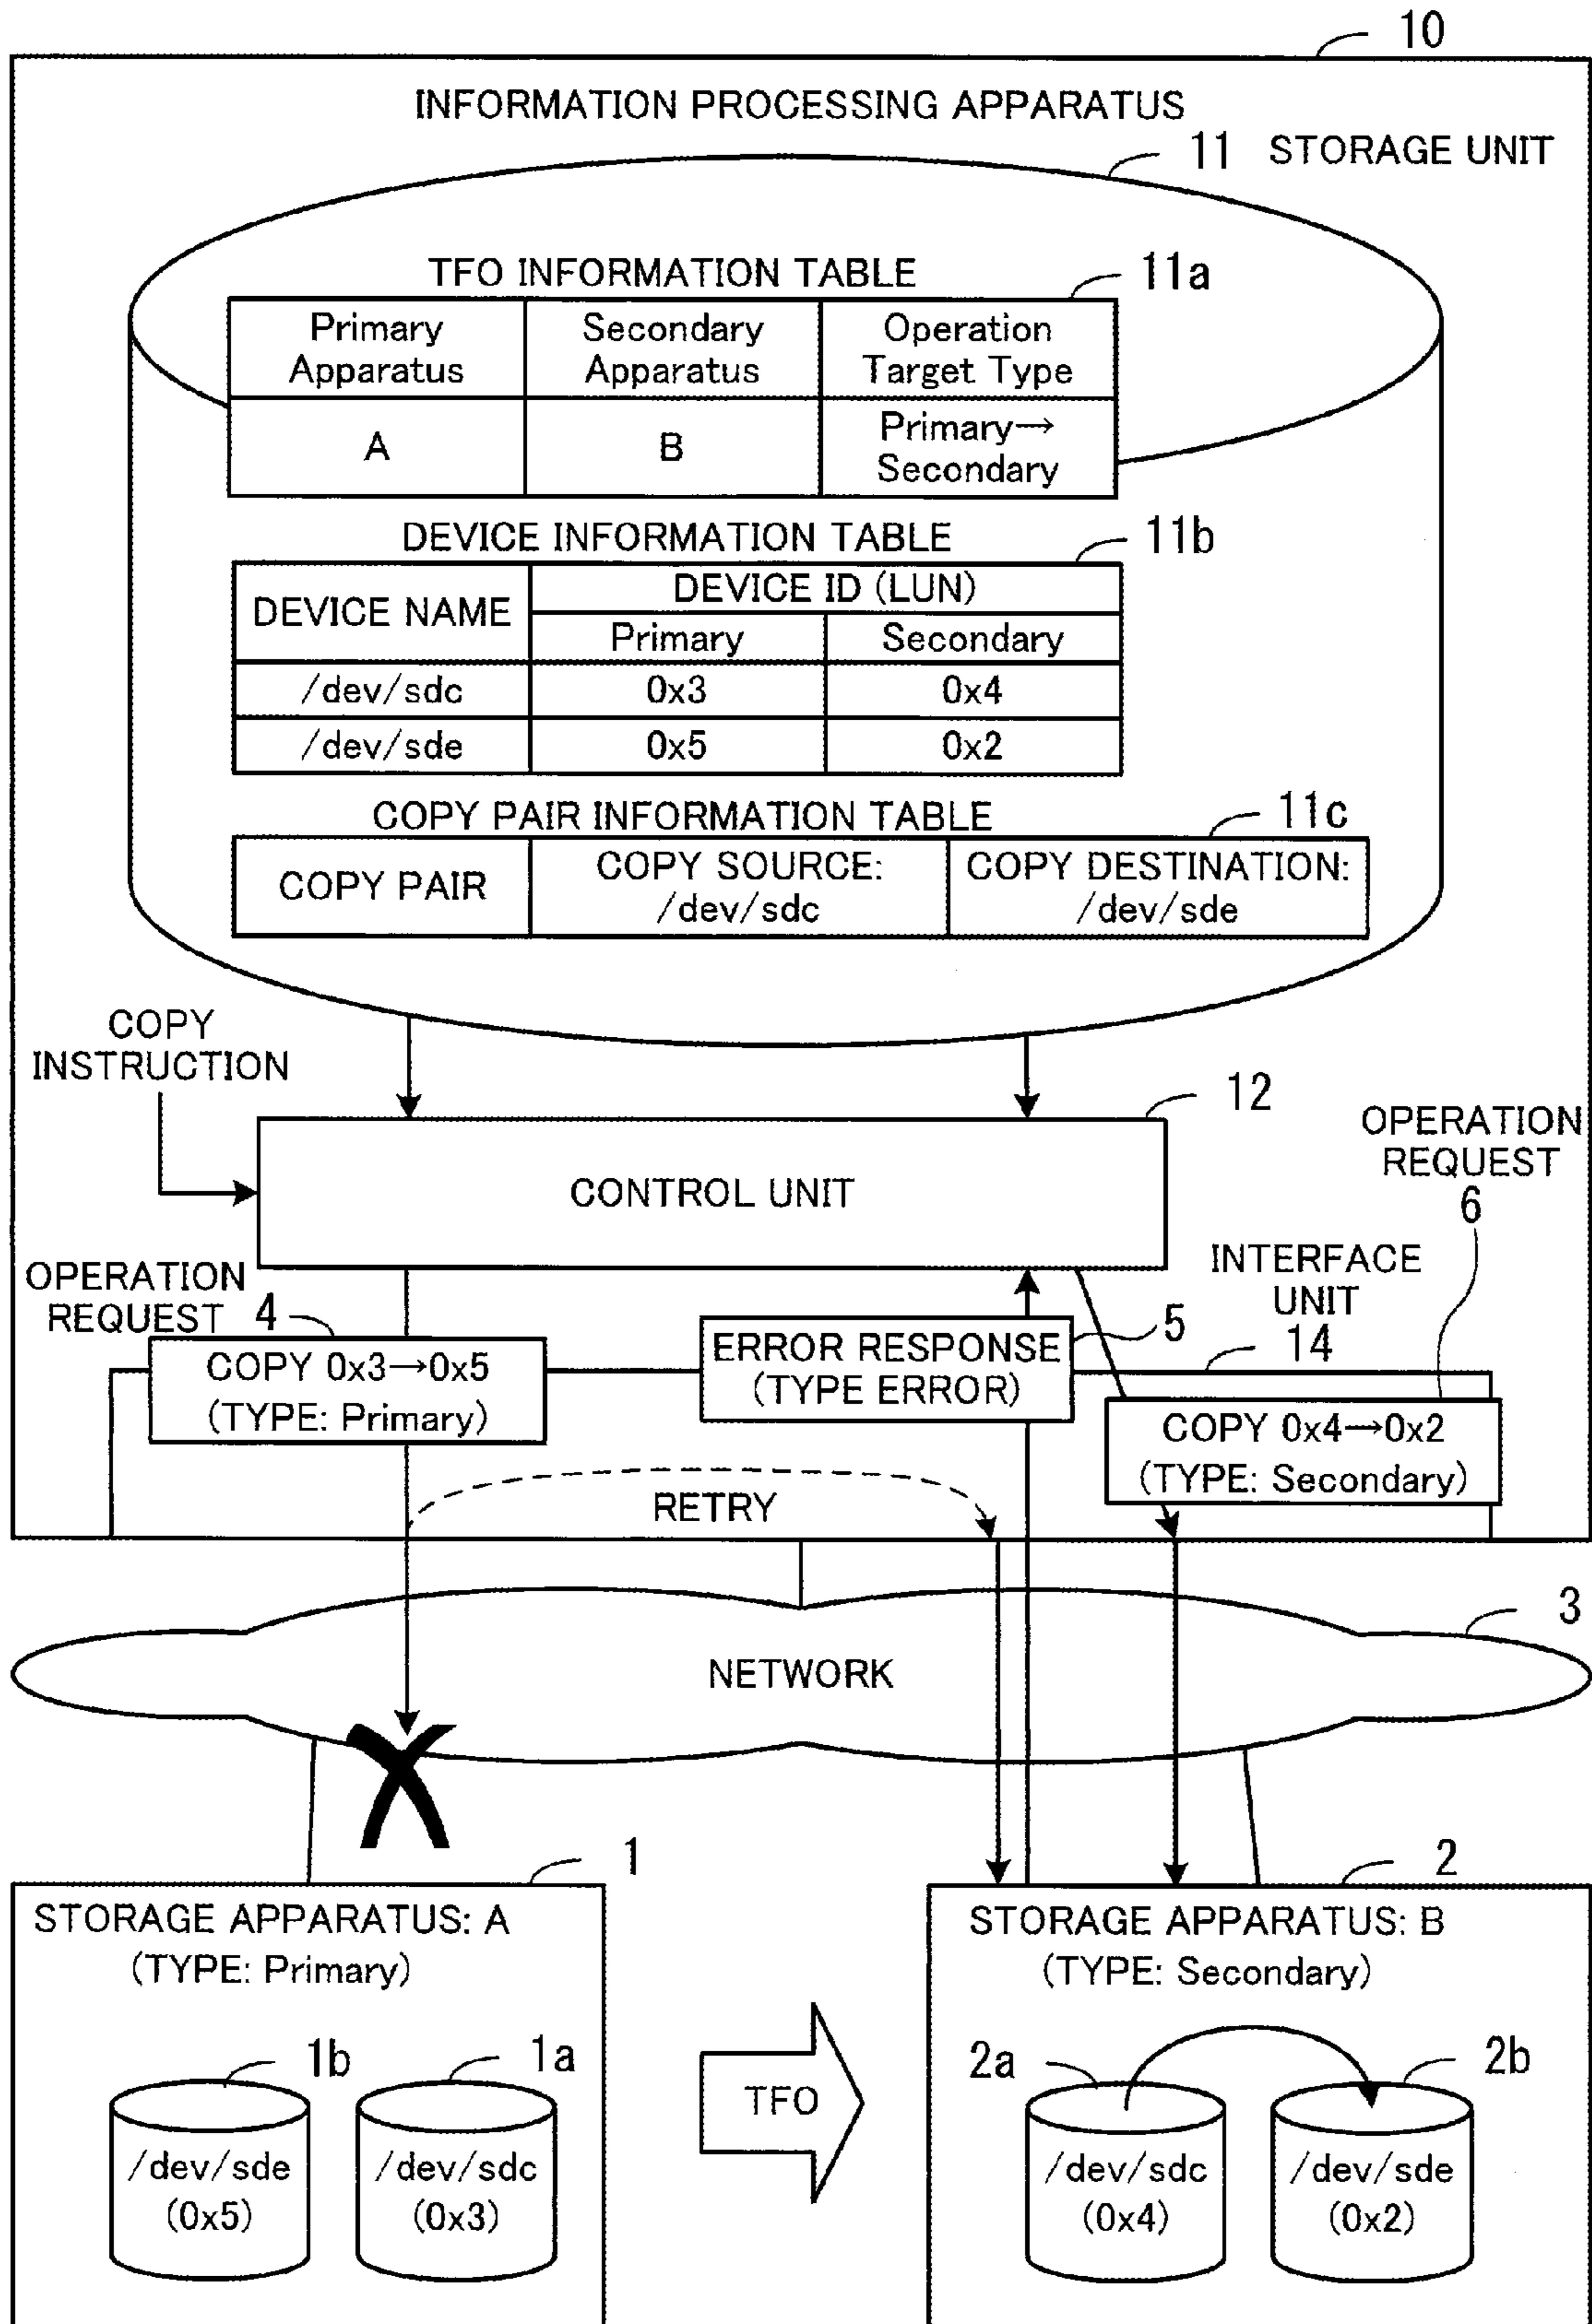 10
INFORMATION PROCESSING APPARATUS
11 STORAGE UNIT
TFO INFORMATION TABLE
11a
Primary Apparatus
Secondary Apparatus
Operation Target Type
A
B
Primary→
Secondary
DEVICE INFORMATION TABLE
11b
DEVICE NAME
DEVICE ID (LUN)
Primary
Secondary
/dev/sdc
0x3
0x4
/dev/sde
0x5
0x2
COPY PAIR INFORMATION TABLE
11c
COPY PAIR
COPY SOURCE:
/dev/sdc
COPY DESTINATION:
/dev/sde
COPY
INSTRUCTION
12
CONTROL UNIT
OPERATION
REQUEST
6
OPERATION
REQUEST 4
COPY 0x3→0x5
(TYPE: Primary)
ERROR RESPONSE
(TYPE ERROR)
5
INTERFACE
UNIT
14
COPY 0x4→0x2
(TYPE: Secondary)
RETRY
3
NETWORK
1
STORAGE APPARATUS: A
(TYPE: Primary)
1b
1a
/dev/sde
(0x5)
/dev/sdc
(0x3)
TFO
2
STORAGE APPARATUS: B
(TYPE: Secondary)
2a
2b
/dev/sdc
(0x4)
/dev/sde
(0x2)